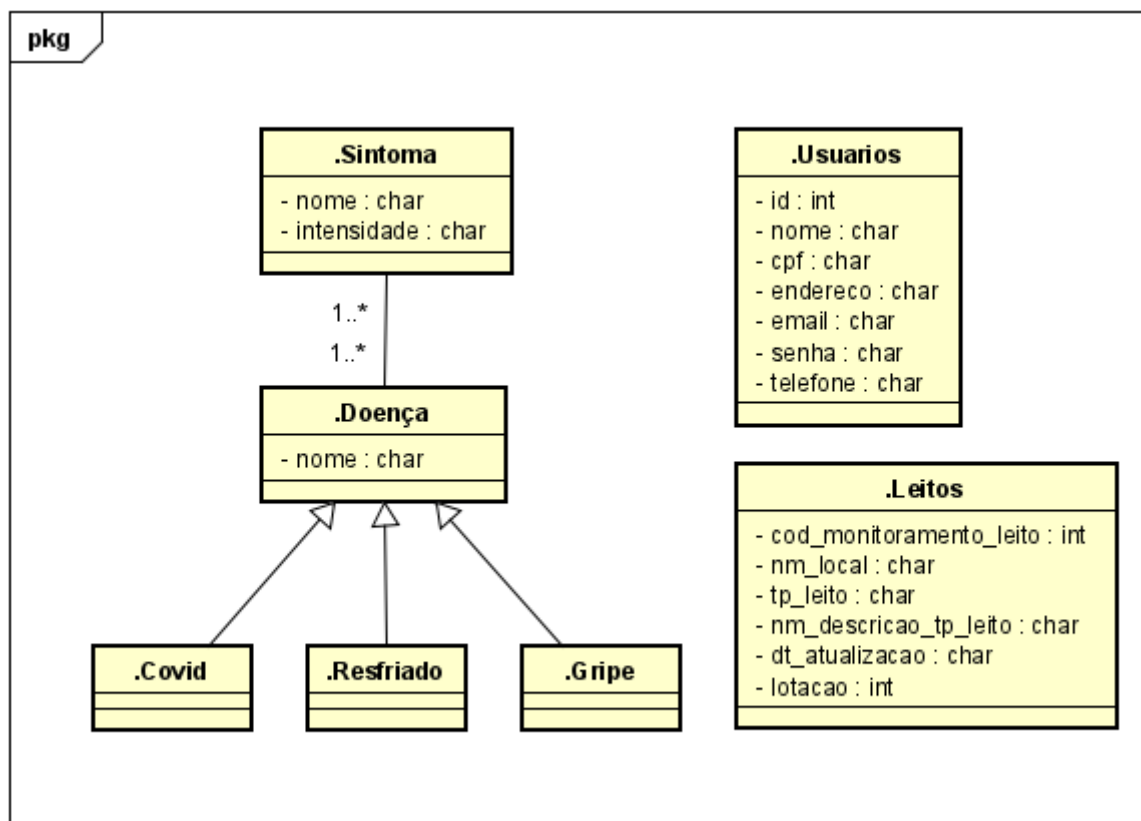 pkg
.Sintoma
- nome : char
- intensidade : char
1..*
1..*
.Doença
- nome : char
.Covid
.Resfriado
.Gripe
.Usuarios
- id : int
- nome : char
- cpf : char
- endereco : char
- email : char
- senha : char
- telefone : char
.Leitos
- cod_monitoramento_leito : int
- nm_local : char
- tp_leito : char
- nm_descricao_tp_leito : char
- dt_atualizacao : char
- lotacao : int